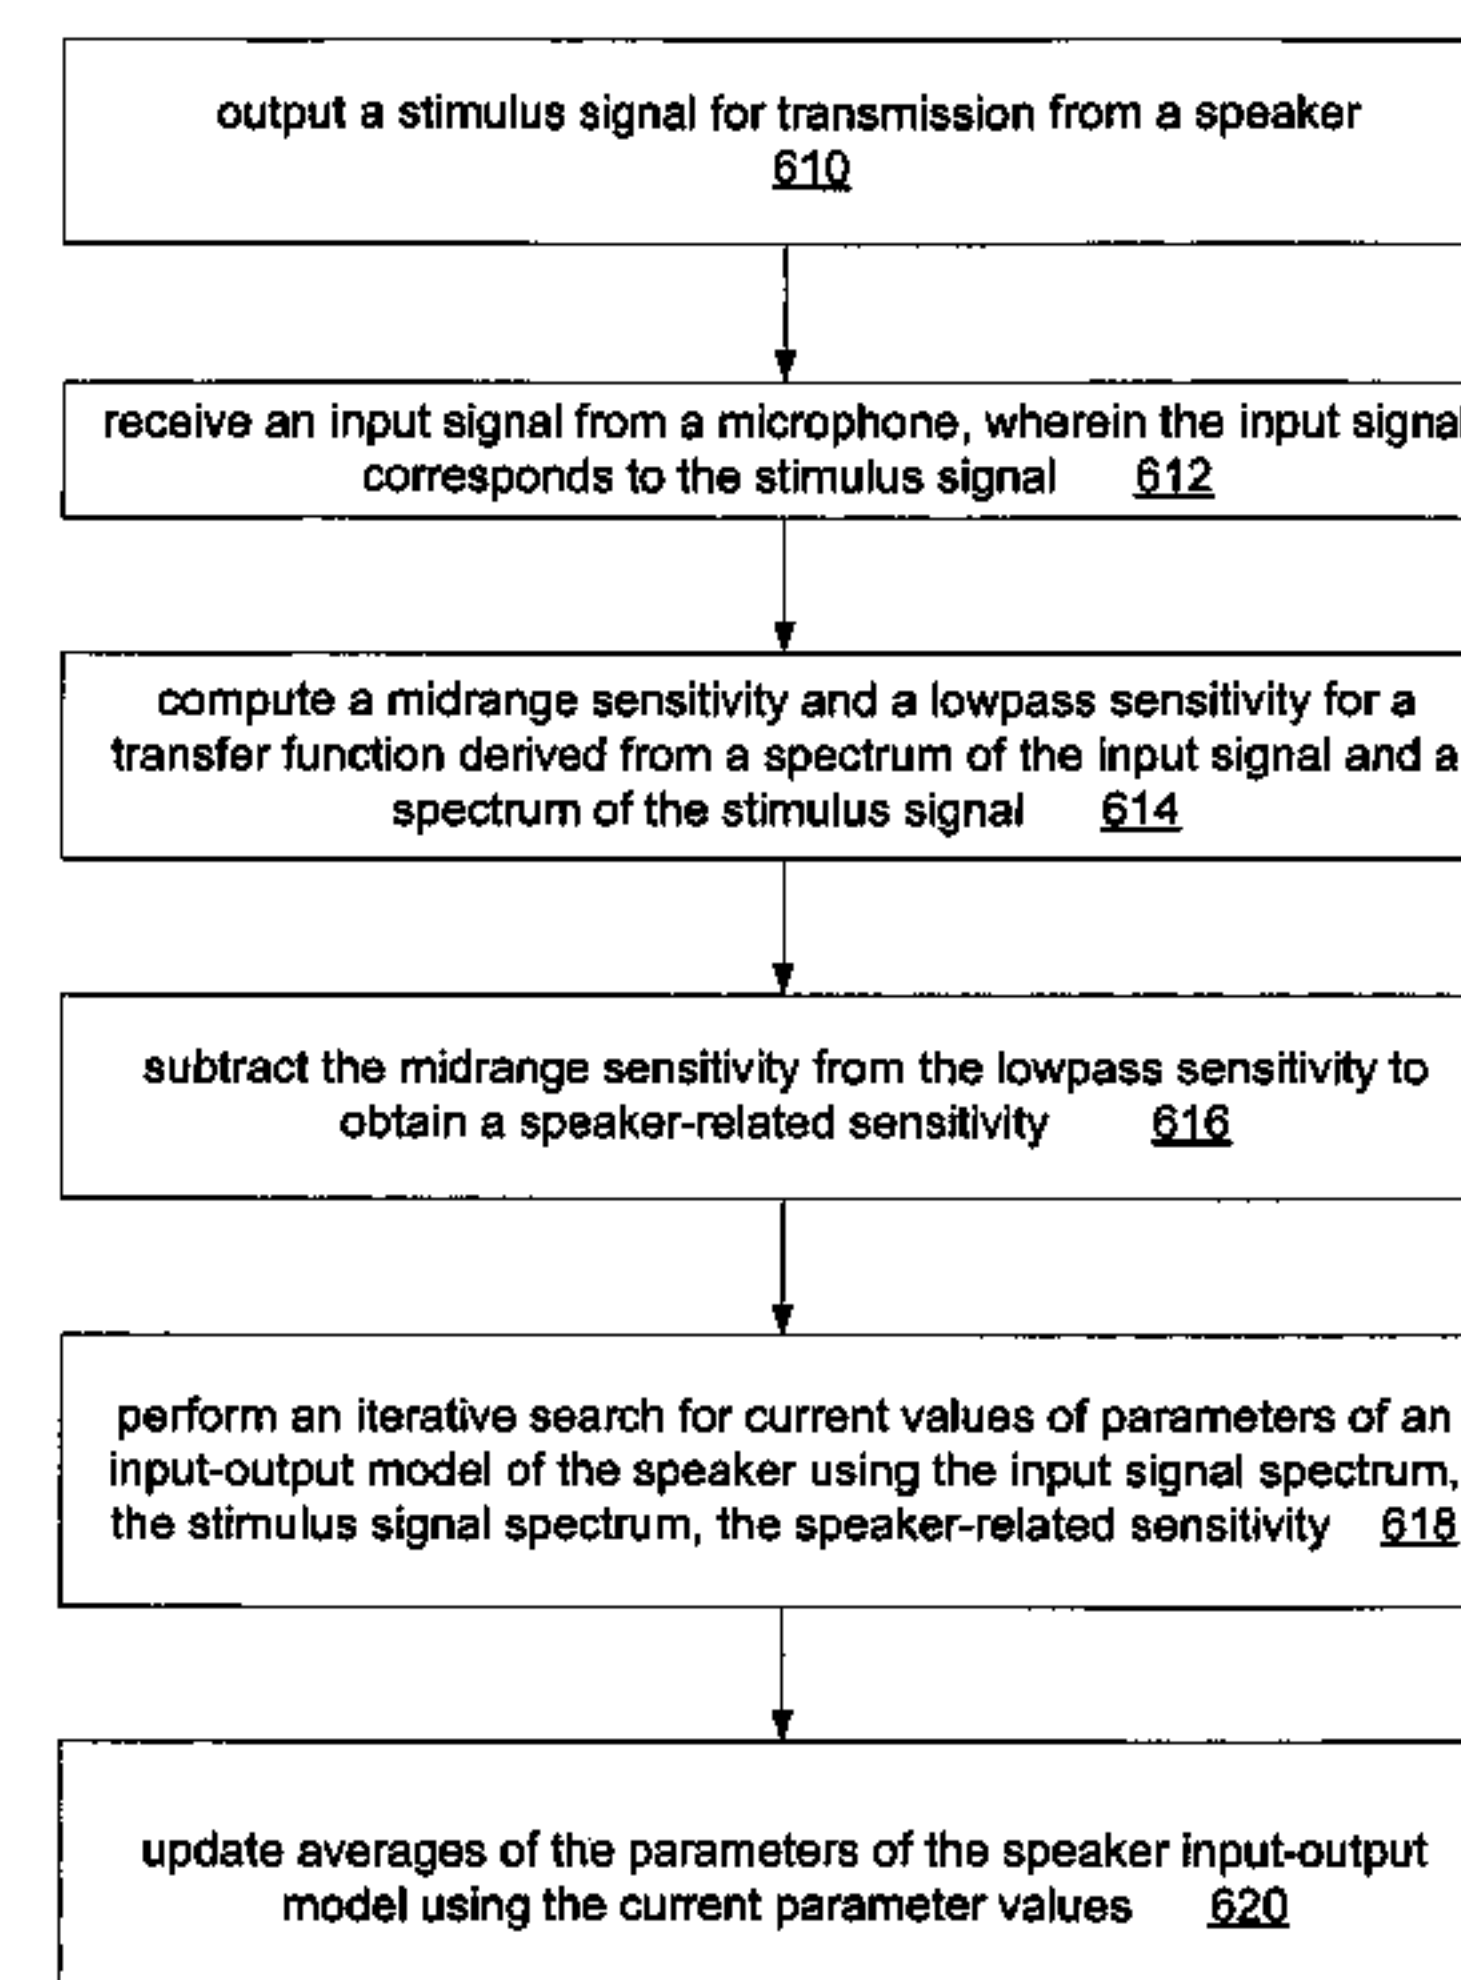 output a stimulus signal for transmission from a speaker
610
receive an input signal from a microphone, wherein the input signal
corresponds to the stimulus signal 612
compute a midrange sensitivity and a lowpass sensitivity for a
transfer function derived from a spectrum of the input signal and a
spectrum of the stimulus signal 614
subtract the midrange sensitivity from the lowpass sensitivity to
obtain a speaker-related sensitivity 616
perform an iterative search for current values of parameters of an
input-output model of the speaker using the input signal spectrum,
the stimulus signal spectrum, the speaker-related sensitivity 618
update averages of the parameters of the speaker input-output
model using the current parameter values 620